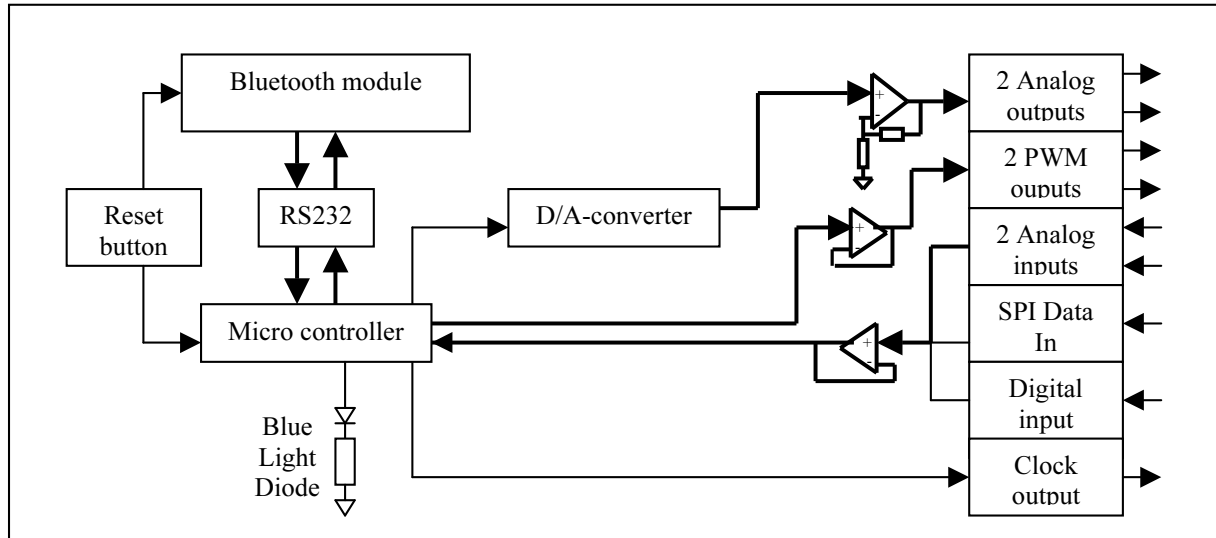 Bluetooth module
2 Analog
outputs
+
-
2 PWM
ouputs
Reset
button
RS232
D/A-converter
+
-
2 Analog
inputs
Micro controller
SPI Data
In
+
-
Digital
input
Blue
Light
Diode
Clock
output